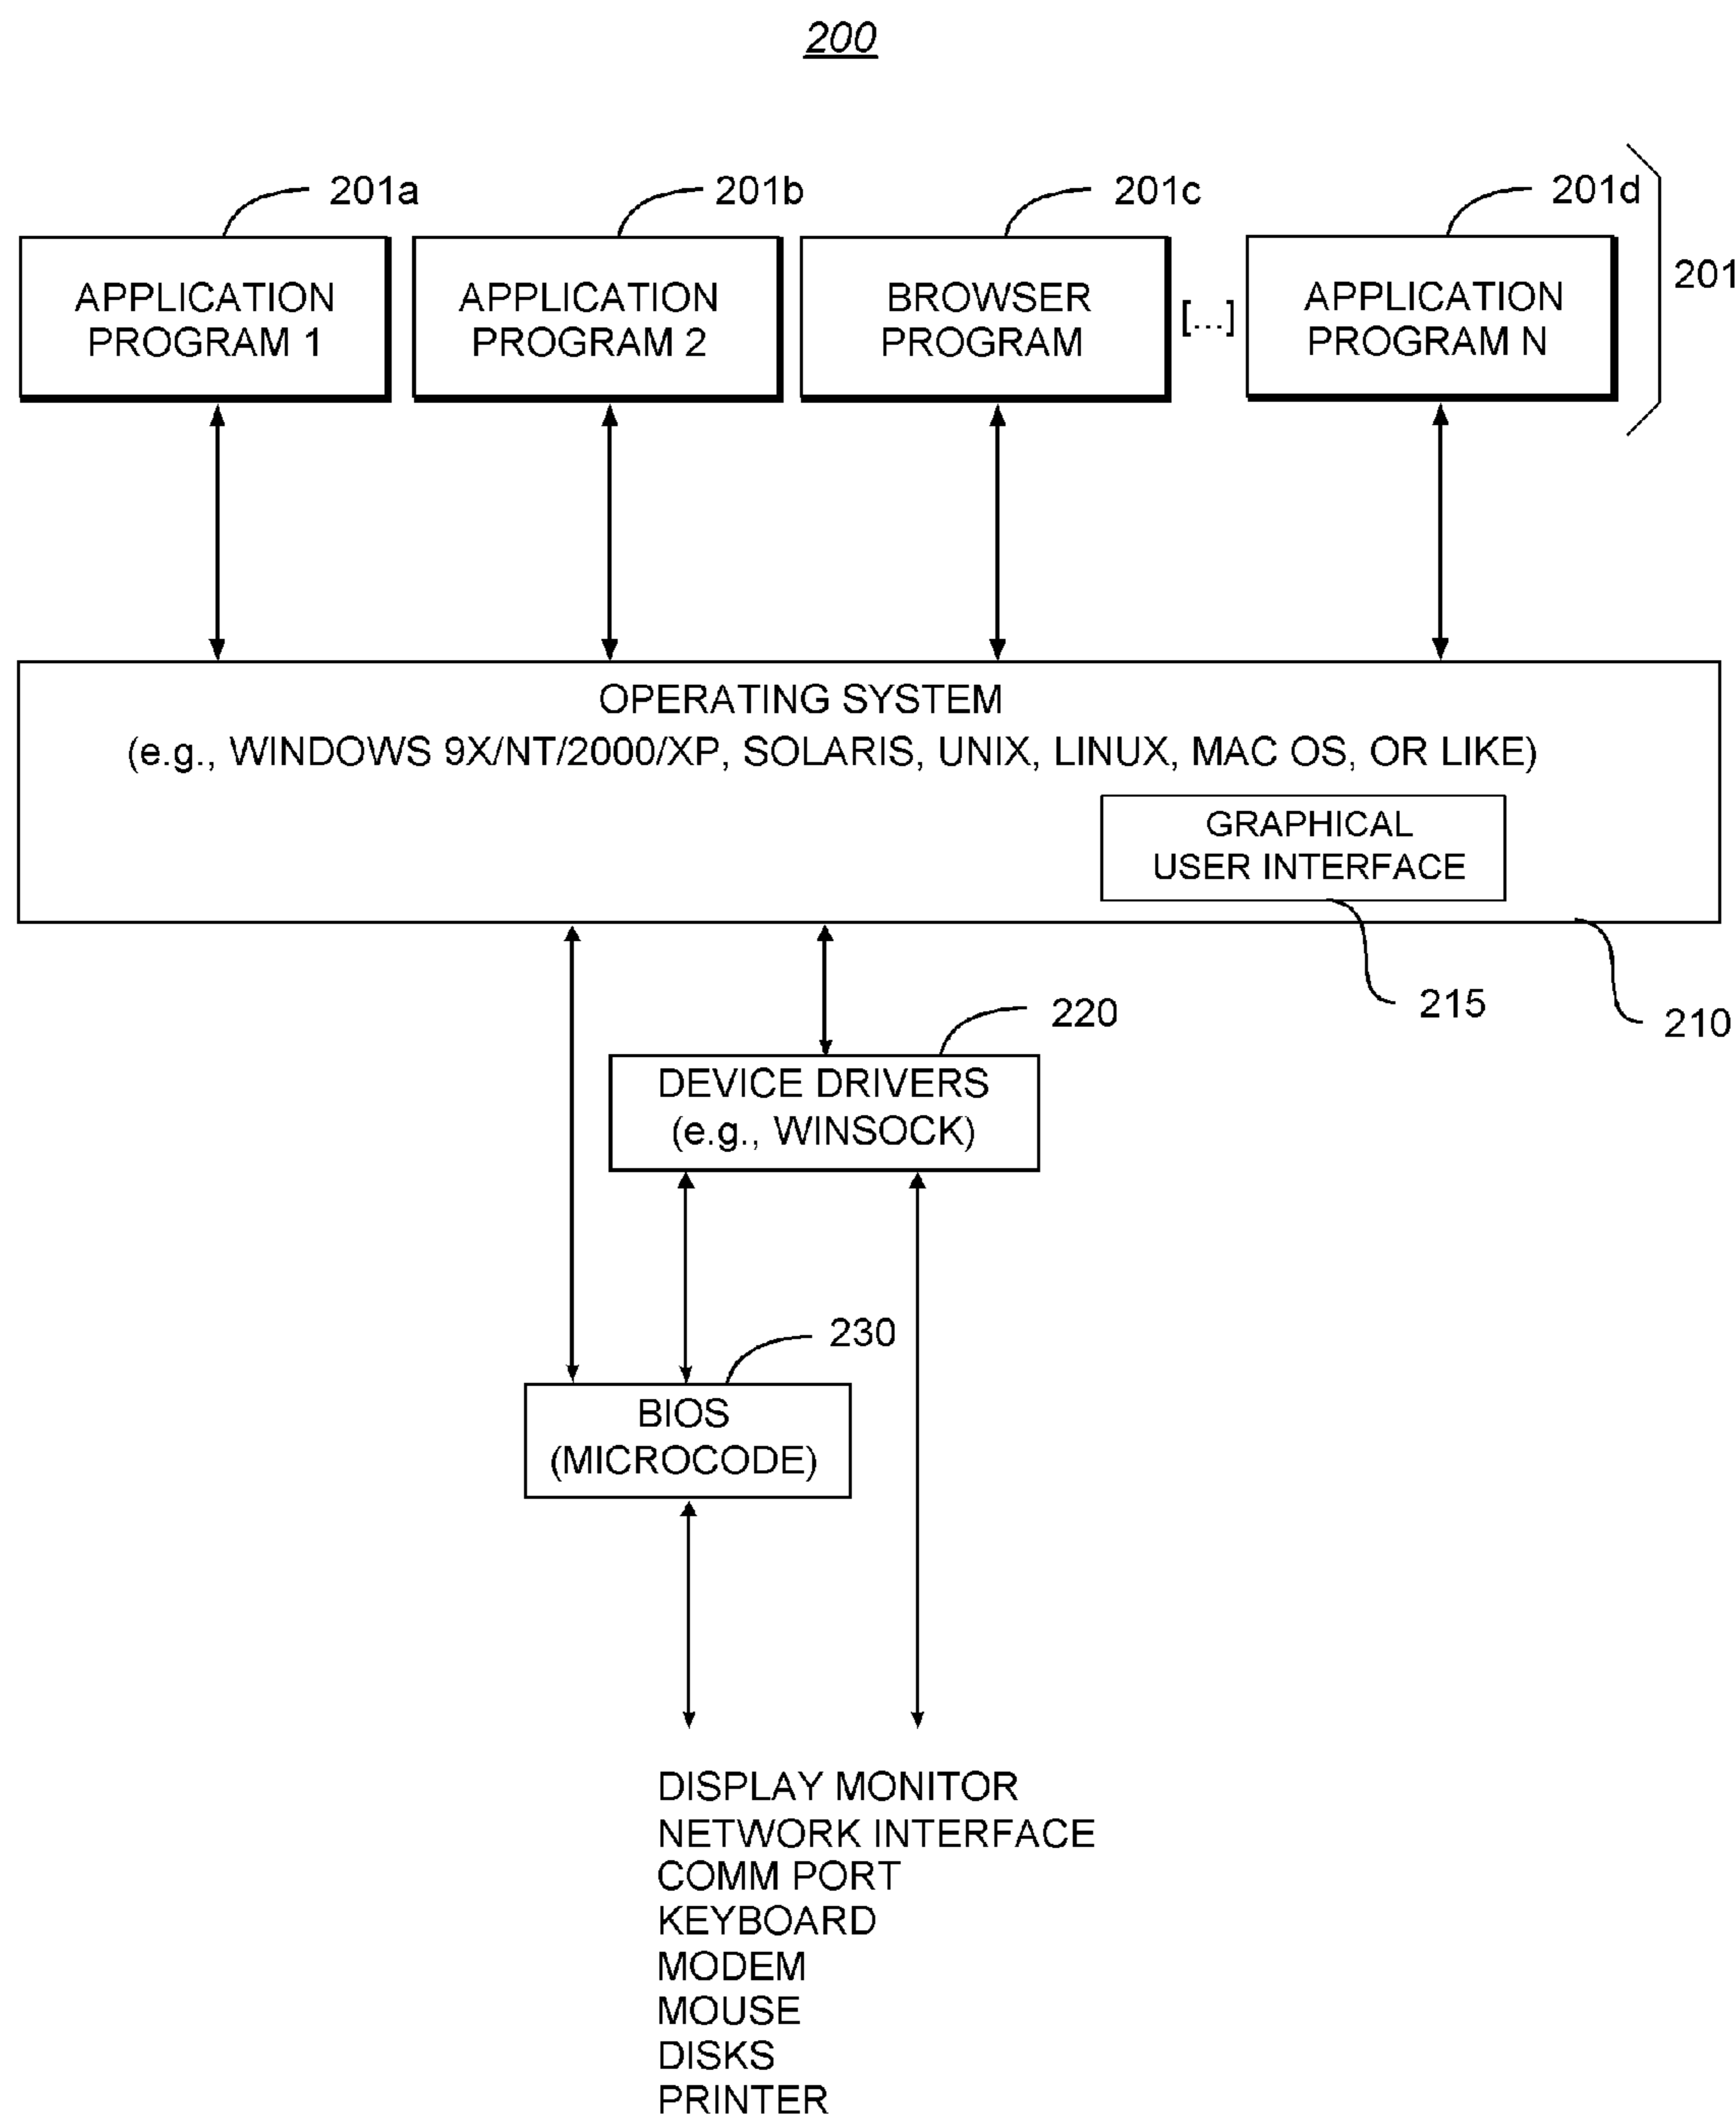 200
201a
201b
201c
201d
201
APPLICATION
PROGRAM 1
APPLICATION
PROGRAM 2
BROWSER
PROGRAM
[...]
APPLICATION
PROGRAM N
OPERATING SYSTEM
(e.g., WINDOWS 9X/NT/2000/XP, SOLARIS, UNIX, LINUX, MAC OS, OR LIKE)
GRAPHICAL
USER INTERFACE
215
210
220
DEVICE DRIVERS
(e.g., WINSOCK)
230
BIOS
(MICROCODE)
DISPLAY MONITOR
NETWORK INTERFACE
COMM PORT
KEYBOARD
MODEM
MOUSE
DISKS
PRINTER